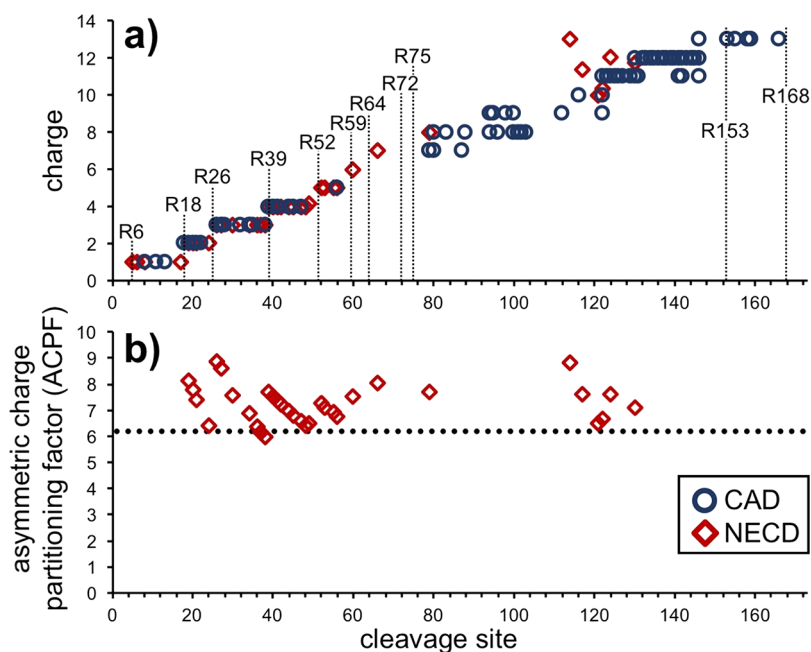 a)
charge
14
12
10
8
6
4
2
0
R6
R18
R26
R39
R52
R59
R64
R72
R75
R153
R168
0 20 40 60 80 100 120 140 160
b)
asymmetric charge
partitioning factor (ACPF)
10
9
8
7
6
5
4
3
2
1
0
CAD
NECD
0 20 40 60 80 100 120 140 160
cleavage site